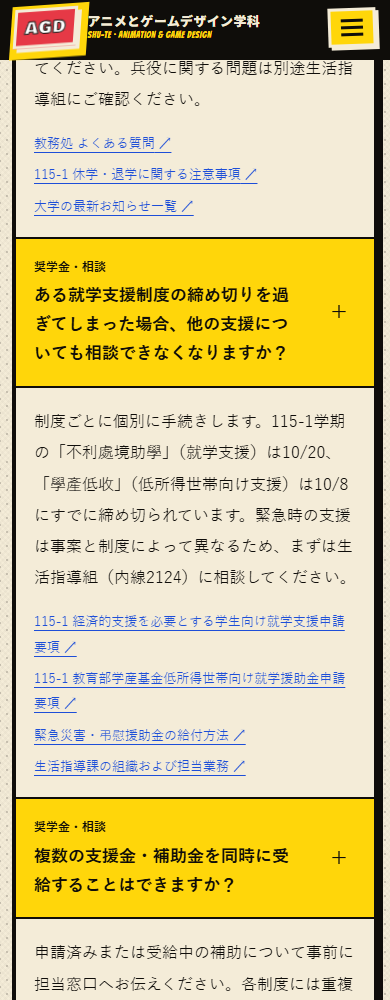 AGD
アニメとゲームデザイン学科
SHU-TE・ANIMATION & GAME DESIGN
てください。兵役に関する問題は別途生活指
導組にご確認ください。
教務処 よくある質問 ↗
115-1 休学・退学に関する注意事項 ↗
大学の最新お知らせ一覧 ↗
奨学金・相談
ある就学支援制度の締め切りを過
ぎてしまった場合、他の支援につ
いても相談できなくなりますか？
+
制度ごとに個別に手続きします。115-1学期
の「不利處境助學」（就学支援）は10/20、
「學產低收」（低所得世帯向け支援）は10/8
にすでに締め切られています。緊急時の支援
は事案と制度によって異なるため、まずは生
活指導組（内線2124）に相談してください。
115-1 経済的支援を必要とする学生向け就学支援申請
要項 ↗
115-1 教育部学産基金低所得世帯向け就学援助金申請
要項 ↗
緊急災害・弔慰援助金の給付方法 ↗
生活指導課の組織および担当業務 ↗
奨学金・相談
複数の支援金・補助金を同時に受
給することはできますか？
+
申請済みまたは受給中の補助について事前に
担当窓口へお伝えください。各制度には重複